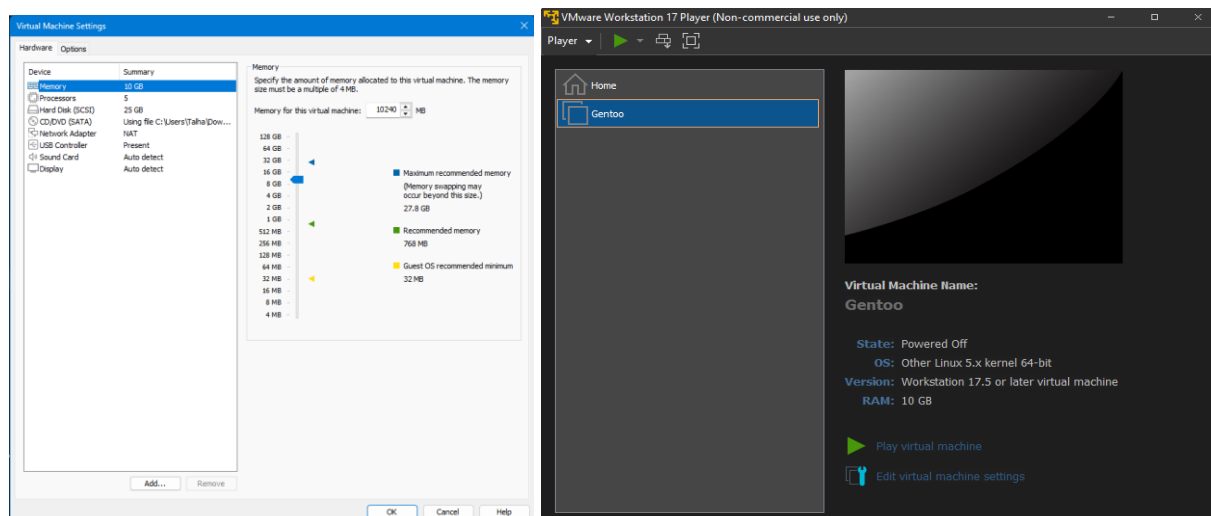 Virtual Machine Settings
Hardware Options
Device Summary
Memory 10 GB
Processors 5
Hard Disk (SCSI) 25 GB
CD/DVD (SATA) Using file C:\Users\Talha\Dow...
Network Adapter NAT
USB Controller Present
Sound Card Auto detect
Display Auto detect
Add... Remove
Memory
Specify the amount of memory allocated to this virtual machine. The memory
size must be a multiple of 4 MB.
Memory for this virtual machine: 10240 MB
128 GB
64 GB
32 GB
16 GB
8 GB
4 GB
2 GB
1 GB
512 MB
256 MB
128 MB
64 MB
32 MB
16 MB
8 MB
4 MB
Maximum recommended memory
(Memory swapping may
occur beyond this size.)
27.8 GB
Recommended memory
768 MB
Guest OS recommended minimum
32 MB
OK Cancel Help
VMware Workstation 17 Player (Non-commercial use only)
Player
Home
Gentoo
Virtual Machine Name:
Gentoo
State: Powered Off
OS: Other Linux 5.x kernel 64-bit
Version: Workstation 17.5 or later virtual machine
RAM: 10 GB
Play virtual machine
Edit virtual machine settings